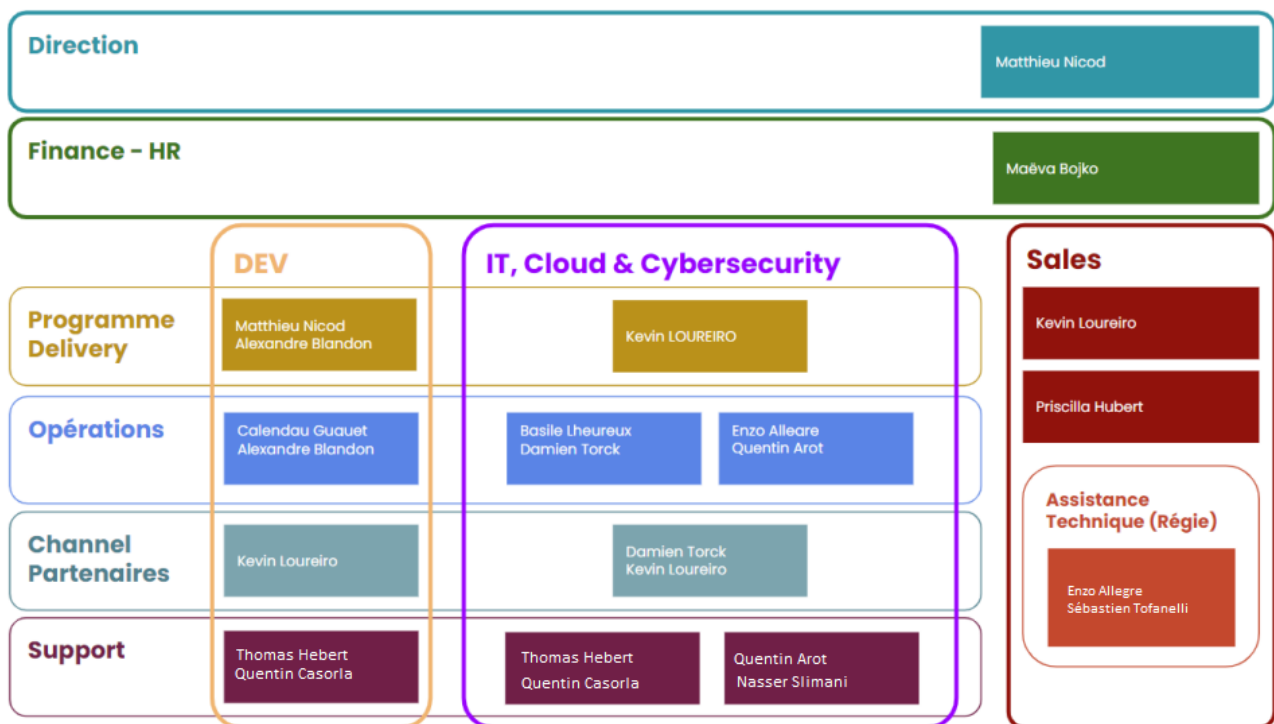 Direction
Matthieu Nicod
Finance - HR
Maëva Bojko
DEV
IT, Cloud & Cybersecurity
Sales
Programme
Delivery
Matthieu Nicod
Alexandre Blandon
Kevin LOUREIRO
Kevin Loureiro
Priscilla Hubert
Opérations
Calendau Guauet
Alexandre Blandon
Basile Lheureux
Damien Torck
Enzo Alleare
Quentin Arot
Assistance
Technique (Régie)
Enzo Allegre
Sébastien Tofanelli
Channel
Partenaires
Kevin Loureiro
Damien Torck
Kevin Loureiro
Support
Thomas Hebert
Quentin Casorla
Thomas Hebert
Quentin Casorla
Quentin Arot
Nasser Slimani